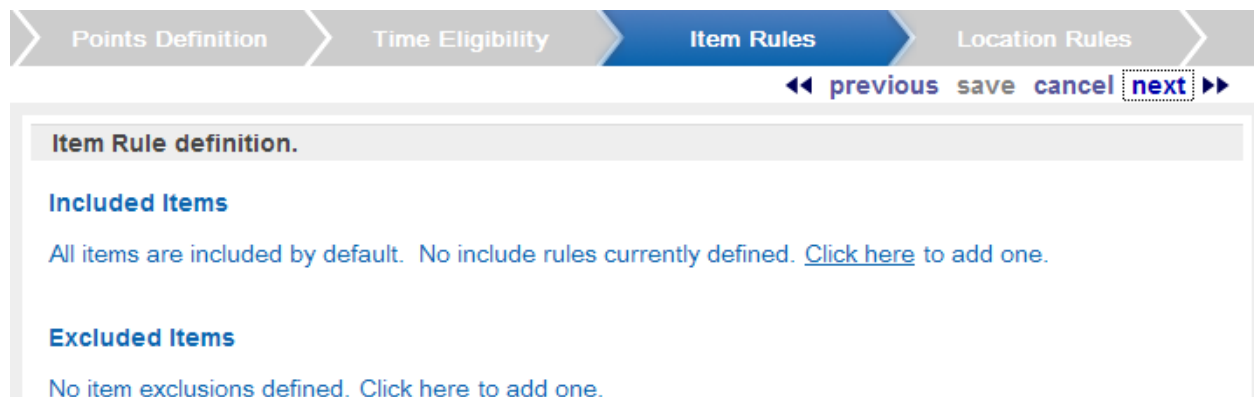 Points Definition Time Eligibility Item Rules Location Rules
previous save cancel next
Item Rule definition.
Included Items
All items are included by default. No include rules currently defined. Click here to add one.
Excluded Items
No item exclusions defined. Click here to add one.